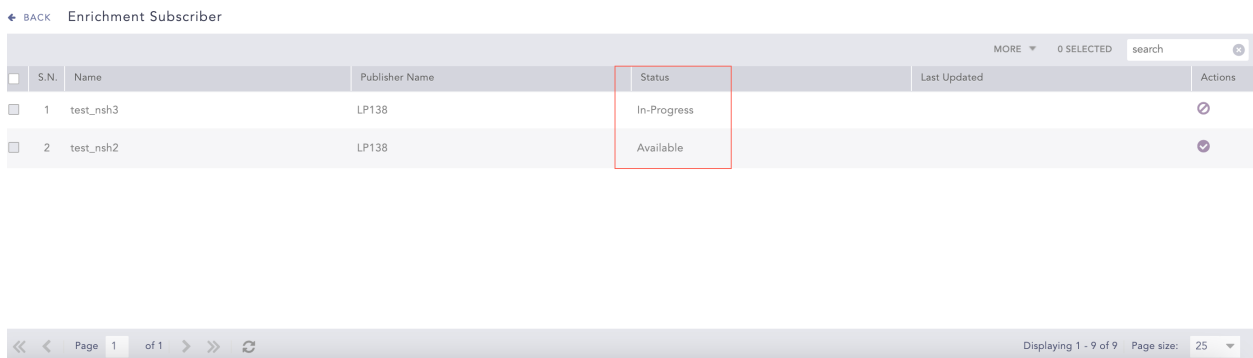 BACK Enrichment Subscriber
MORE 0 SELECTED search
S.N. Name Publisher Name Status Last Updated Actions
1 test_nsh3 LP138 In-Progress
2 test_nsh2 LP138 Available
Page 1 of 1 Displaying 1 - 9 of 9 Page size: 25